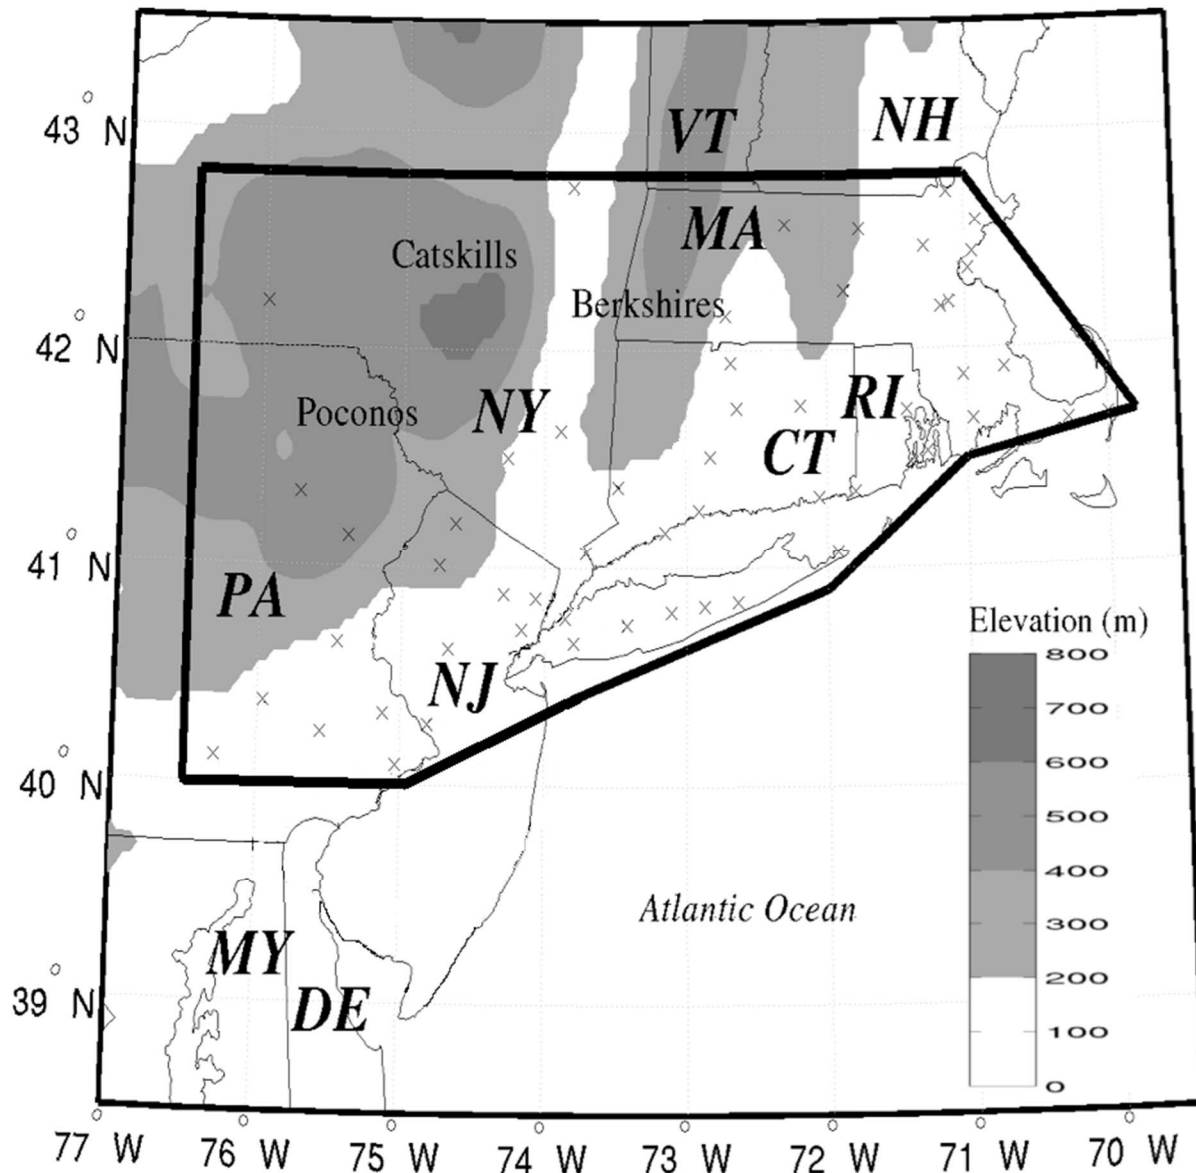 43° N
VT
NH
MA
Catskills
Berkshires
42° N
NY
RI
Poconos
CT
41° N
PA
Elevation (m)
800
700
600
500
400
300
200
100
0
NJ
40° N
Atlantic Ocean
MY
DE
39° N
77° W 76° W 75° W 74° W 73° W 72° W 71° W 70° W